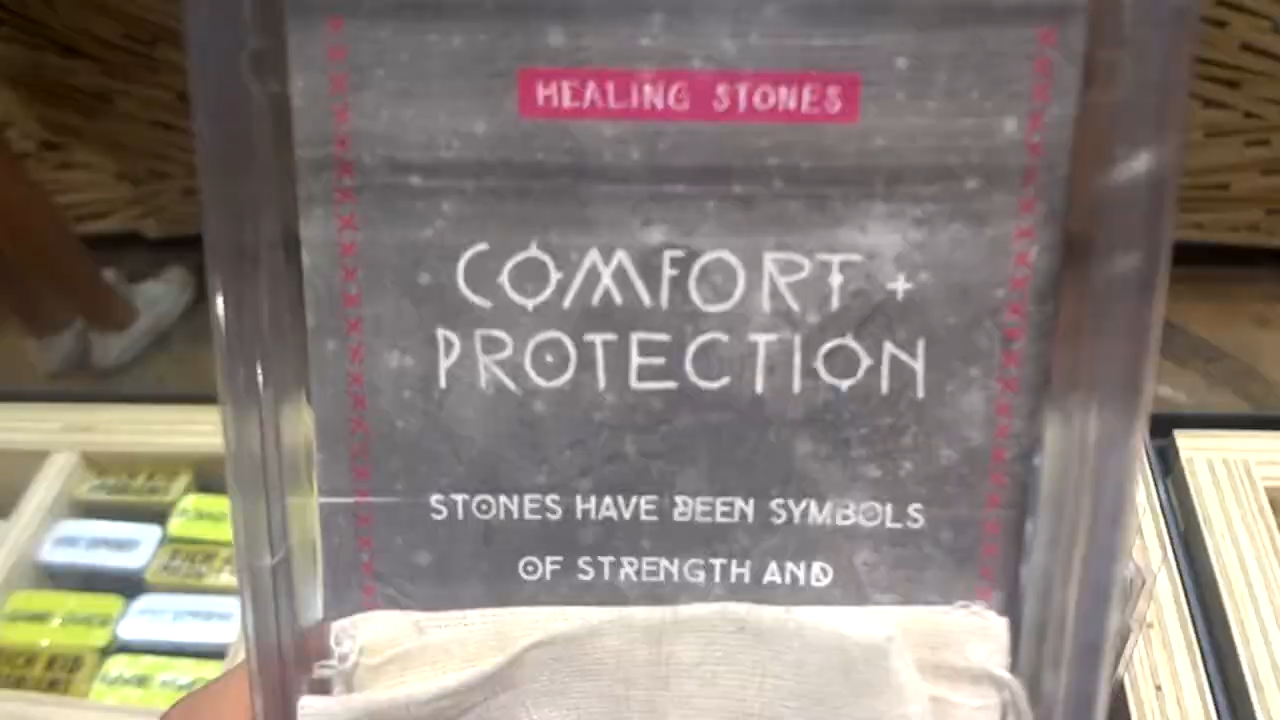 HEALING STONES
COMFORT +
PROTECTION
STONES HAVE BEEN SYMBOLS
OF STRENGTH AND